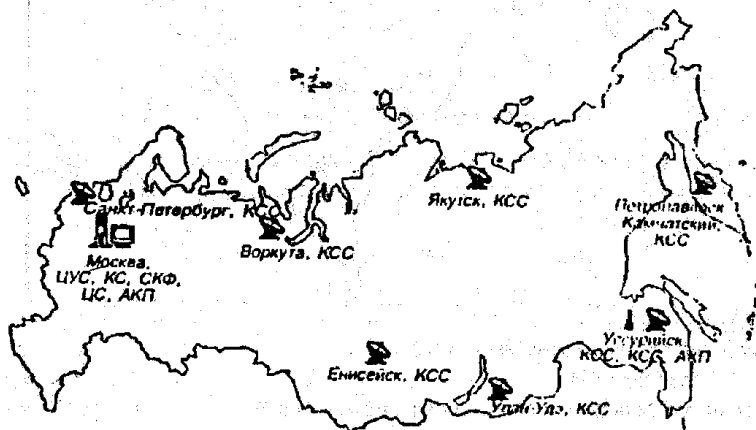 Санкт-Петербург, КСС
Якутск, КСС
Петропавловск
Камчатский,
КСС
Воркута, КСС
Москва,
ЦУС, КС, СКФ,
ЦС, АКП
Уссурийск
КСС, КСС, АКП
Енисейск, КСС
Улан-Удэ, КСС